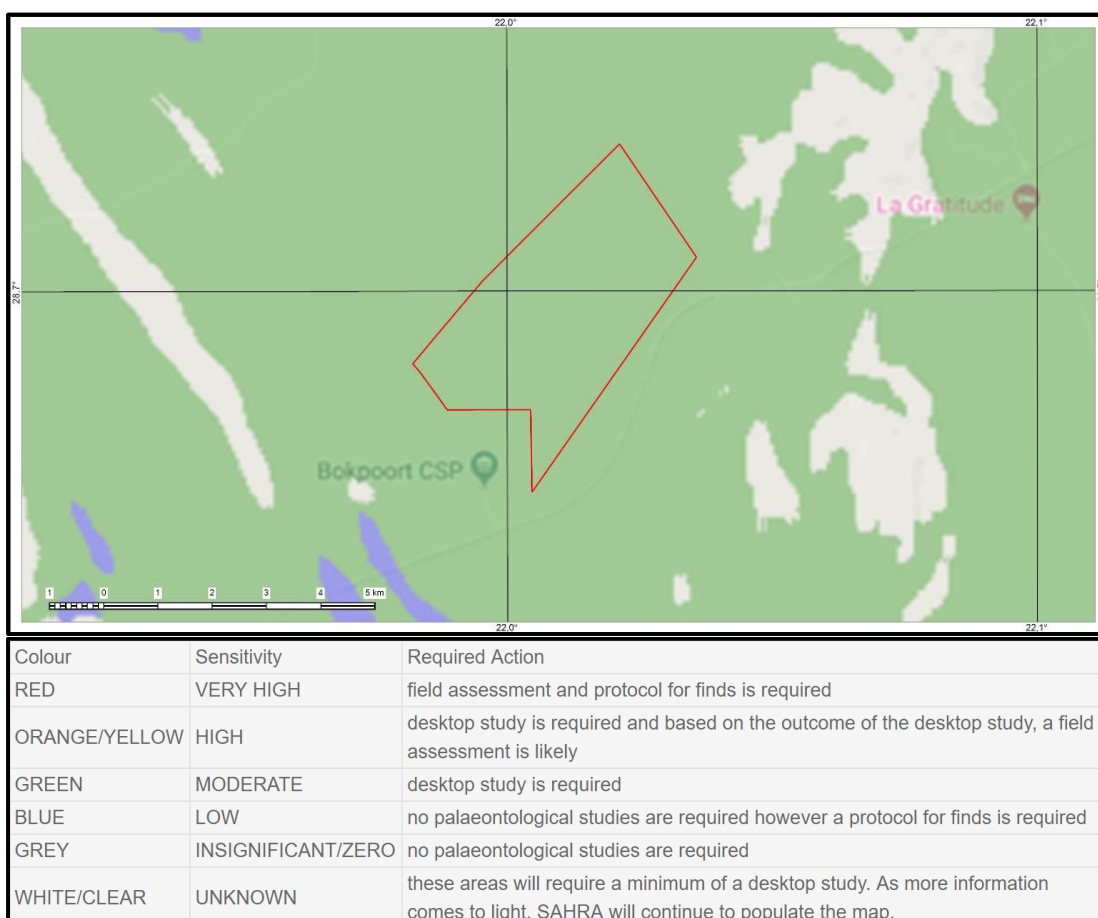 22,0° 22,1°
La Gratitude
28.7°
Bokpoort CSP
1 0 1 2 3 4 5 km
22,0° 22,1°
Colour Sensitivity Required Action
RED VERY HIGH field assessment and protocol for finds is required
ORANGE/YELLOW HIGH desktop study is required and based on the outcome of the desktop study, a field
assessment is likely
GREEN MODERATE desktop study is required
BLUE LOW no palaeontological studies are required however a protocol for finds is required
GREY INSIGNIFICANT/ZERO no palaeontological studies are required
WHITE/CLEAR UNKNOWN these areas will require a minimum of a desktop study. As more information
comes to light, SAHRA will continue to populate the map.